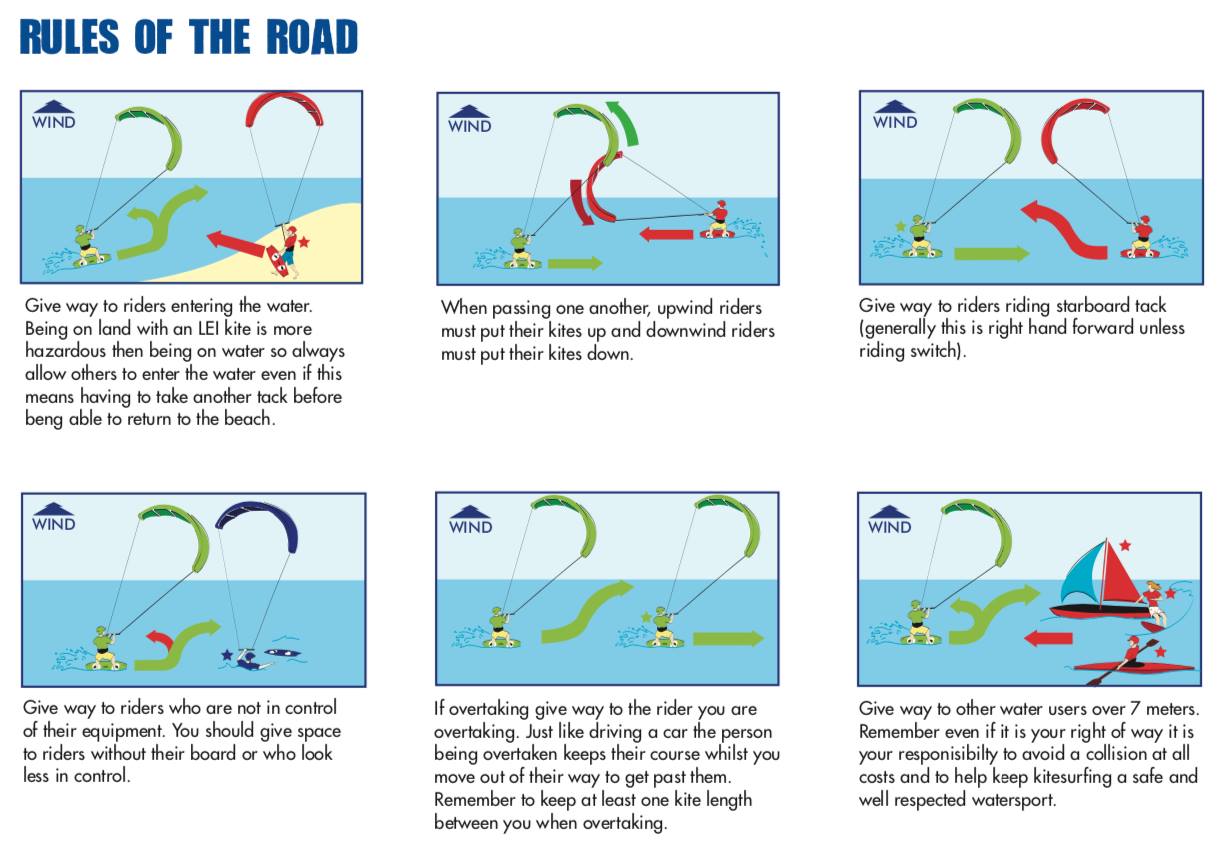 RULES OF THE ROAD
WIND
Give way to riders entering the water.
Being on land with an LEI kite is more
hazardous then being on water so always
allow others to enter the water even if this
means having to take another tack before
beng able to return to the beach.
WIND
When passing one another, upwind riders
must put their kites up and downwind riders
must put their kites down.
WIND
Give way to riders riding starboard tack
(generally this is right hand forward unless
riding switch).
WIND
Give way to riders who are not in control
of their equipment. You should give space
to riders without their board or who look
less in control.
WIND
If overtaking give way to the rider you are
overtaking. Just like driving a car the person
being overtaken keeps their course whilst you
move out of their way to get past them.
Remember to keep at least one kite length
between you when overtaking.
WIND
Give way to other water users over 7 meters.
Remember even if it is your right of way it is
your responisibilty to avoid a collision at all
costs and to help keep kitesurfing a safe and
well respected watersport.